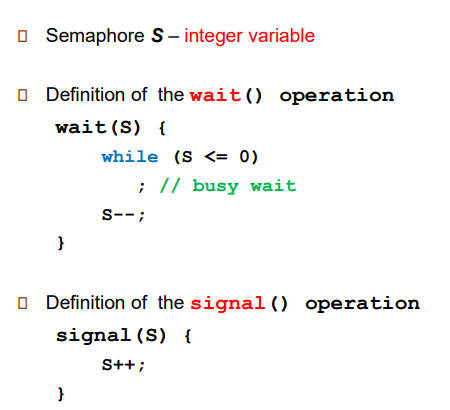 Semaphore S – integer variable
Definition of the wait() operation
wait(S) {
while (S <= 0)
; // busy wait
S--;
}
Definition of the signal() operation
signal(S) {
S++;
}